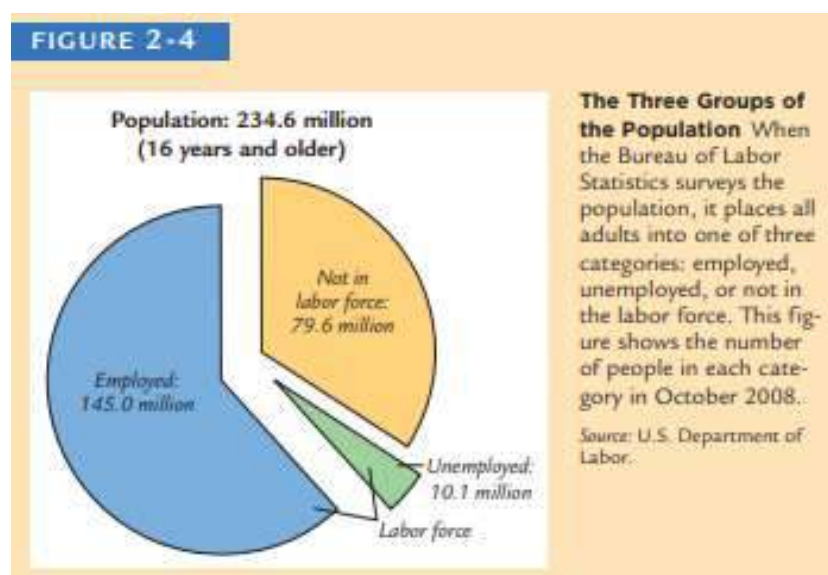 FIGURE 2-4
Population: 234.6 million
(16 years and older)
Not in
labor force:
79.6 million
Employed:
145.0 million
Unemployed:
10.1 million
Labor force
The Three Groups of
the Population When
the Bureau of Labor
Statistics surveys the
population, it places all
adults into one of three
categories: employed,
unemployed, or not in
the labor force. This fig-
ure shows the number
of people in each cate-
gory in October 2008.
Source: U.S. Department of
Labor.